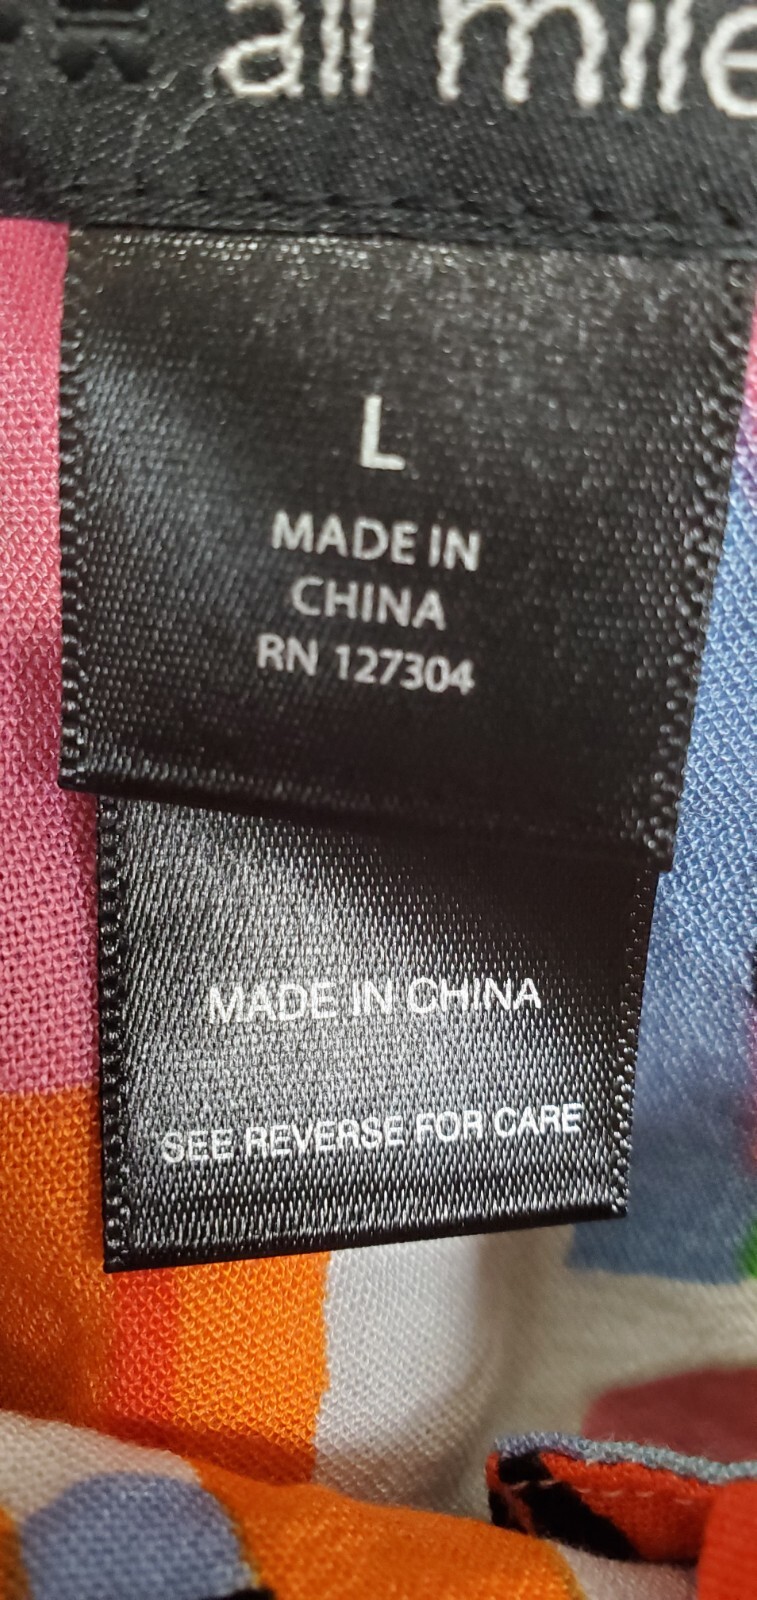 all mile
L
MADE IN
CHINA
RN 127304
MADE IN CHINA
SEE REVERSE FOR CARE